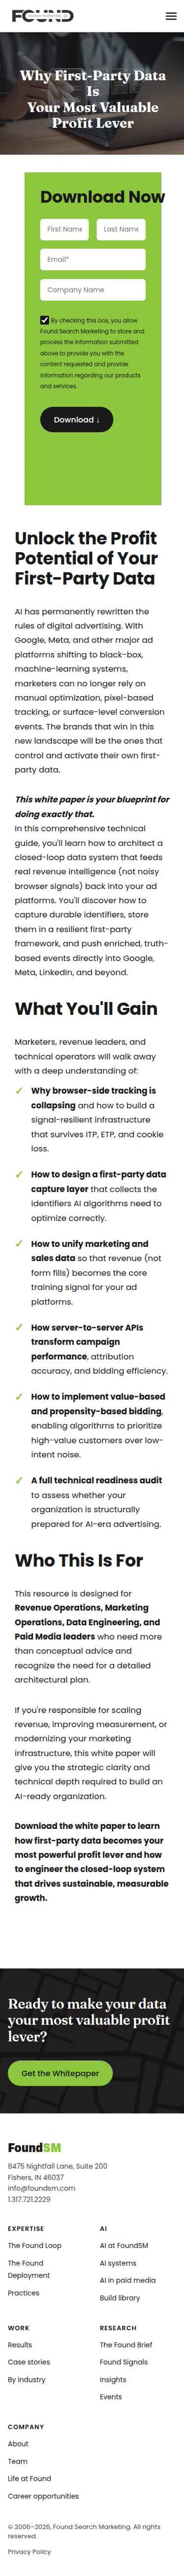 FOUND
Why First-Party Data
Is
Your Most Valuable
Profit Lever
Download Now
First Name
Last Name
Email*
Company Name
By checking this box, you allow
Found Search Marketing to store and
process the information submitted
above to provide you with the
content requested and provide
information regarding our products
and services.
Download ↓
Unlock the Profit
Potential of Your
First-Party Data
AI has permanently rewritten the
rules of digital advertising. With
Google, Meta, and other major ad
platforms shifting to black-box,
machine-learning systems,
marketers can no longer rely on
manual optimization, pixel-based
tracking, or surface-level conversion
events. The brands that win in this
new landscape will be the ones that
control and activate their own first-
party data.
This white paper is your blueprint for
doing exactly that.
In this comprehensive technical
guide, you'll learn how to architect a
closed-loop data system that feeds
real revenue intelligence (not noisy
browser signals) back into your ad
platforms. You'll discover how to
capture durable identifiers, store
them in a resilient first-party
framework, and push enriched, truth-
based events directly into Google,
Meta, LinkedIn, and beyond.
What You'll Gain
Marketers, revenue leaders, and
technical operators will walk away
with a deep understanding of:
✓ Why browser-side tracking is
collapsing and how to build a
signal-resilient infrastructure
that survives ITP, ETP, and cookie
loss.
✓ How to design a first-party data
capture layer that collects the
identifiers AI algorithms need to
optimize correctly.
✓ How to unify marketing and
sales data so that revenue (not
form fills) becomes the core
training signal for your ad
platforms.
✓ How server-to-server APIs
transform campaign
performance, attribution
accuracy, and bidding efficiency.
✓ How to implement value-based
and propensity-based bidding,
enabling algorithms to prioritize
high-value customers over low-
intent noise.
✓ A full technical readiness audit
to assess whether your
organization is structurally
prepared for AI-era advertising.
Who This Is For
This resource is designed for
Revenue Operations, Marketing
Operations, Data Engineering, and
Paid Media leaders who need more
than conceptual advice and
recognize the need for a detailed
architectural plan.
If you're responsible for scaling
revenue, improving measurement, or
modernizing your marketing
infrastructure, this white paper will
give you the strategic clarity and
technical depth required to build an
AI-ready organization.
Download the white paper to learn
how first-party data becomes your
most powerful profit lever and how
to engineer the closed-loop system
that drives sustainable, measurable
growth.
Ready to make your data
your most valuable profit
lever?
Get the Whitepaper
FoundSM
8475 Nightfall Lane, Suite 200
Fishers, IN 46037
info@foundsm.com
1.317.721.2229
EXPERTISE
The Found Loop
The Found
Deployment
Practices
AI
AI at FoundSM
AI systems
AI in paid media
Build library
WORK
Results
Case stories
By industry
RESEARCH
The Found Brief
Found Signals
Insights
Events
COMPANY
About
Team
Life at Found
Career opportunities
© 2006–2026, Found Search Marketing. All rights
reserved.
Privacy Policy